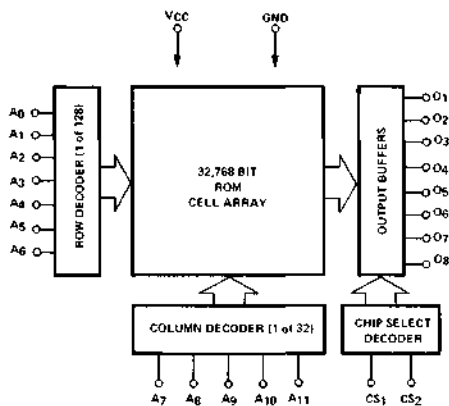 VCC
GND
A0
A1
A2
A3
A4
A5
A6
ROW DECODER (1 of 128)
32,768 BIT
ROM
CELL ARRAY
OUTPUT BUFFERS
O1
O2
O3
O4
O5
O6
O7
O8
COLUMN DECODER (1 of 32)
CHIP SELECT
DECODER
A7
A8
A9
A10
A11
CS1
CS2